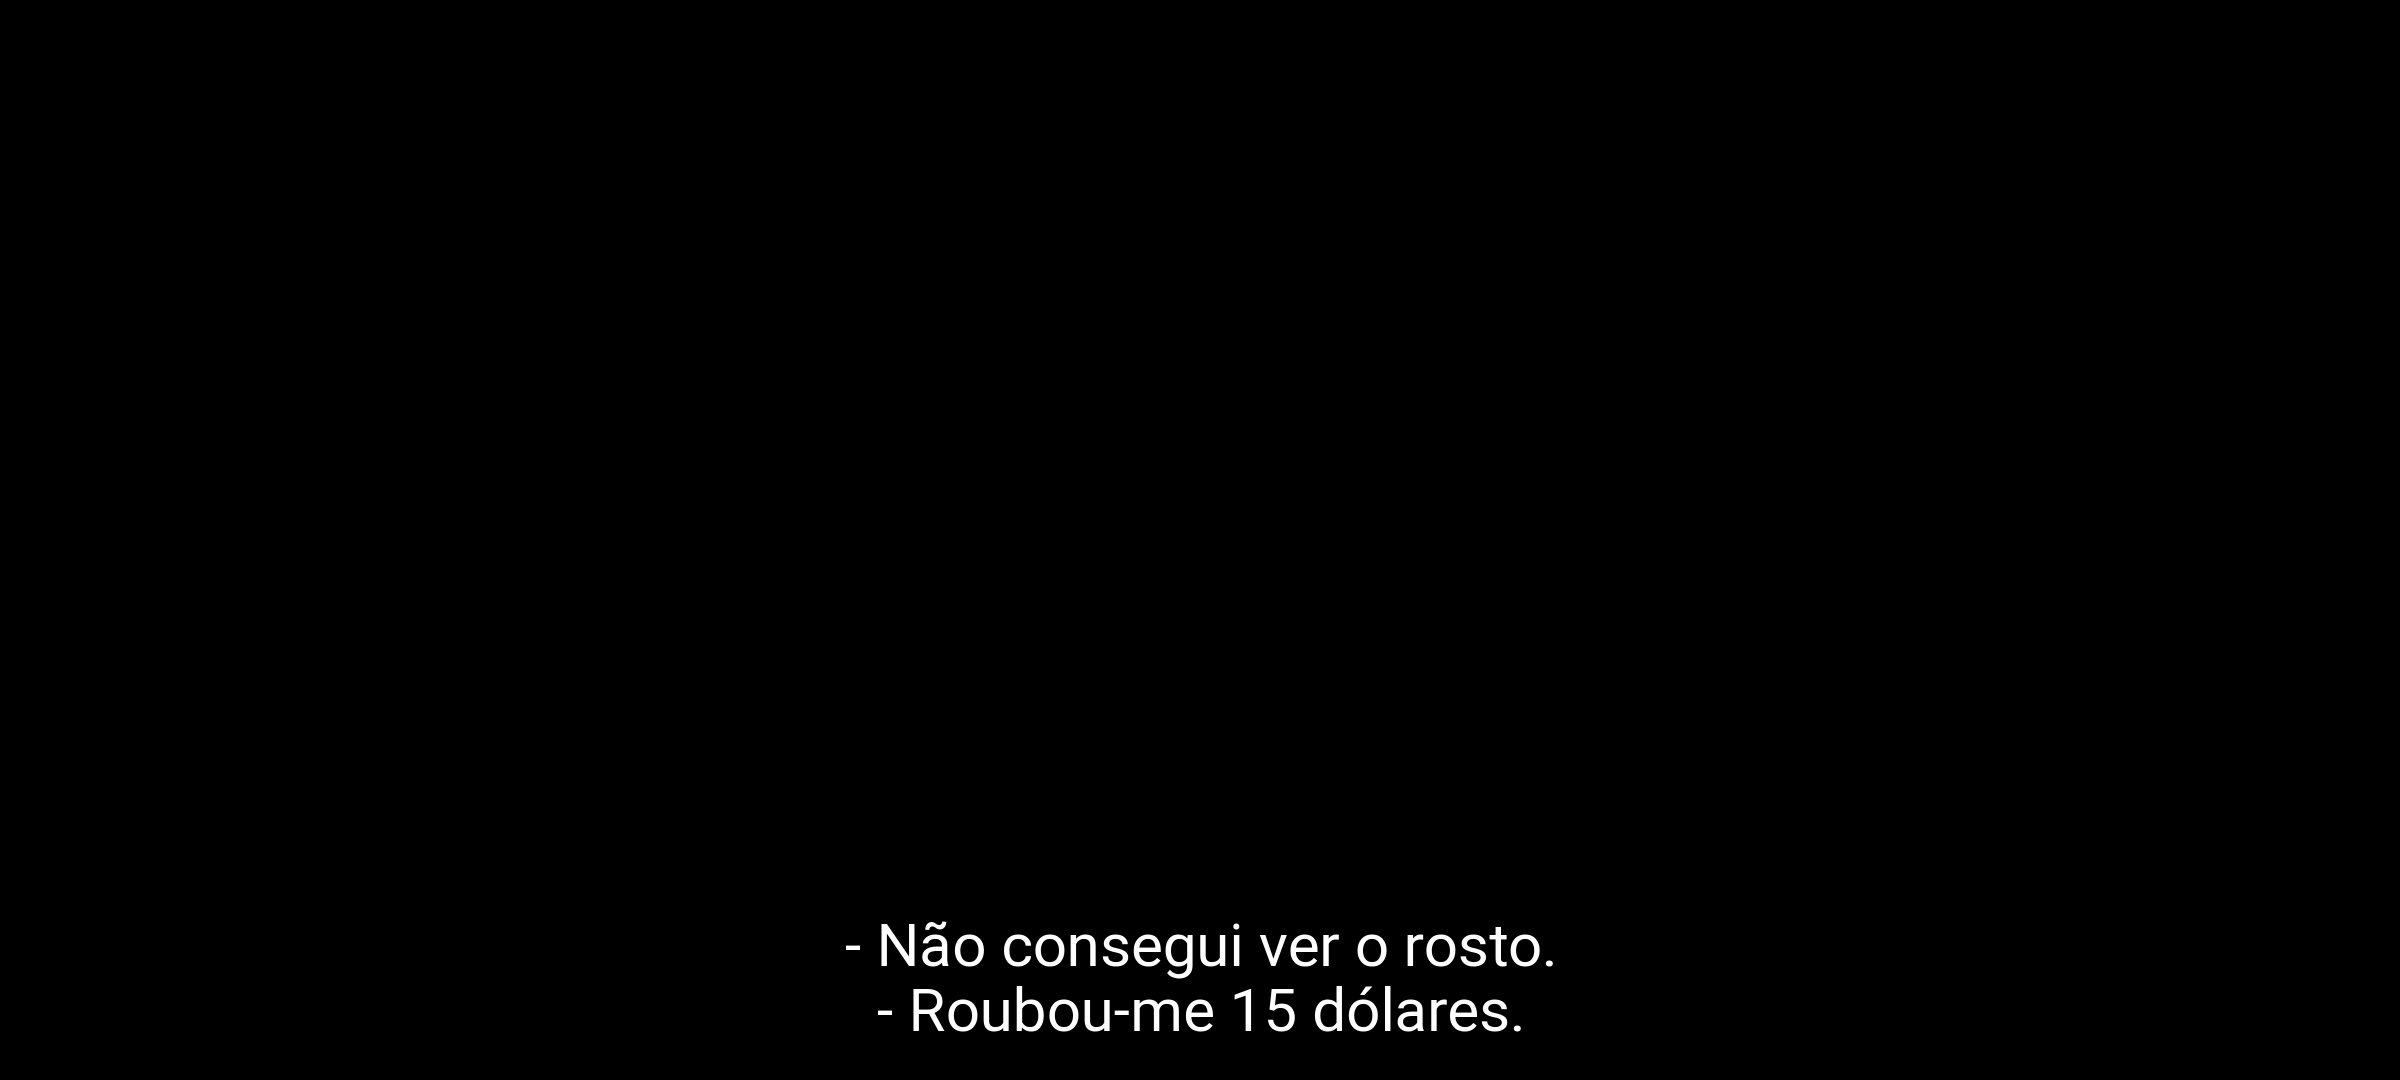 - Não consegui ver o rosto.
- Roubou-me 15 dólares.